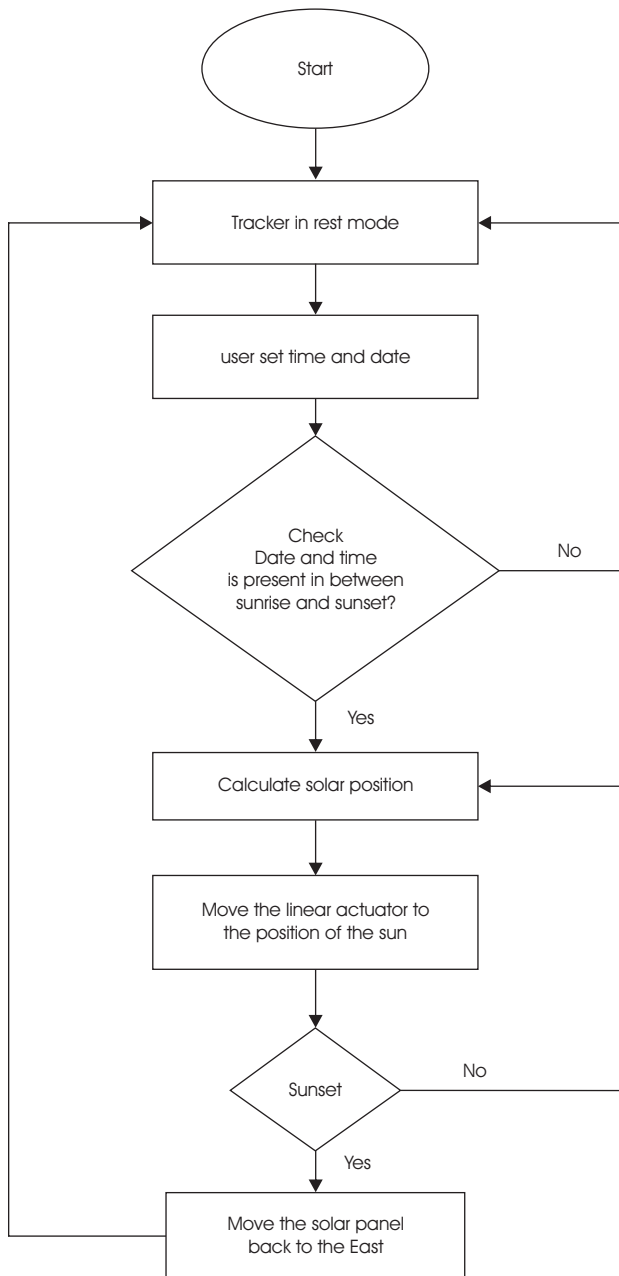 Start
Tracker in rest mode
user set time and date
Check
Date and time
is present in between
sunrise and sunset?
No
Yes
Calculate solar position
Move the linear actuator to
the position of the sun
Sunset
No
Yes
Move the solar panel
back to the East